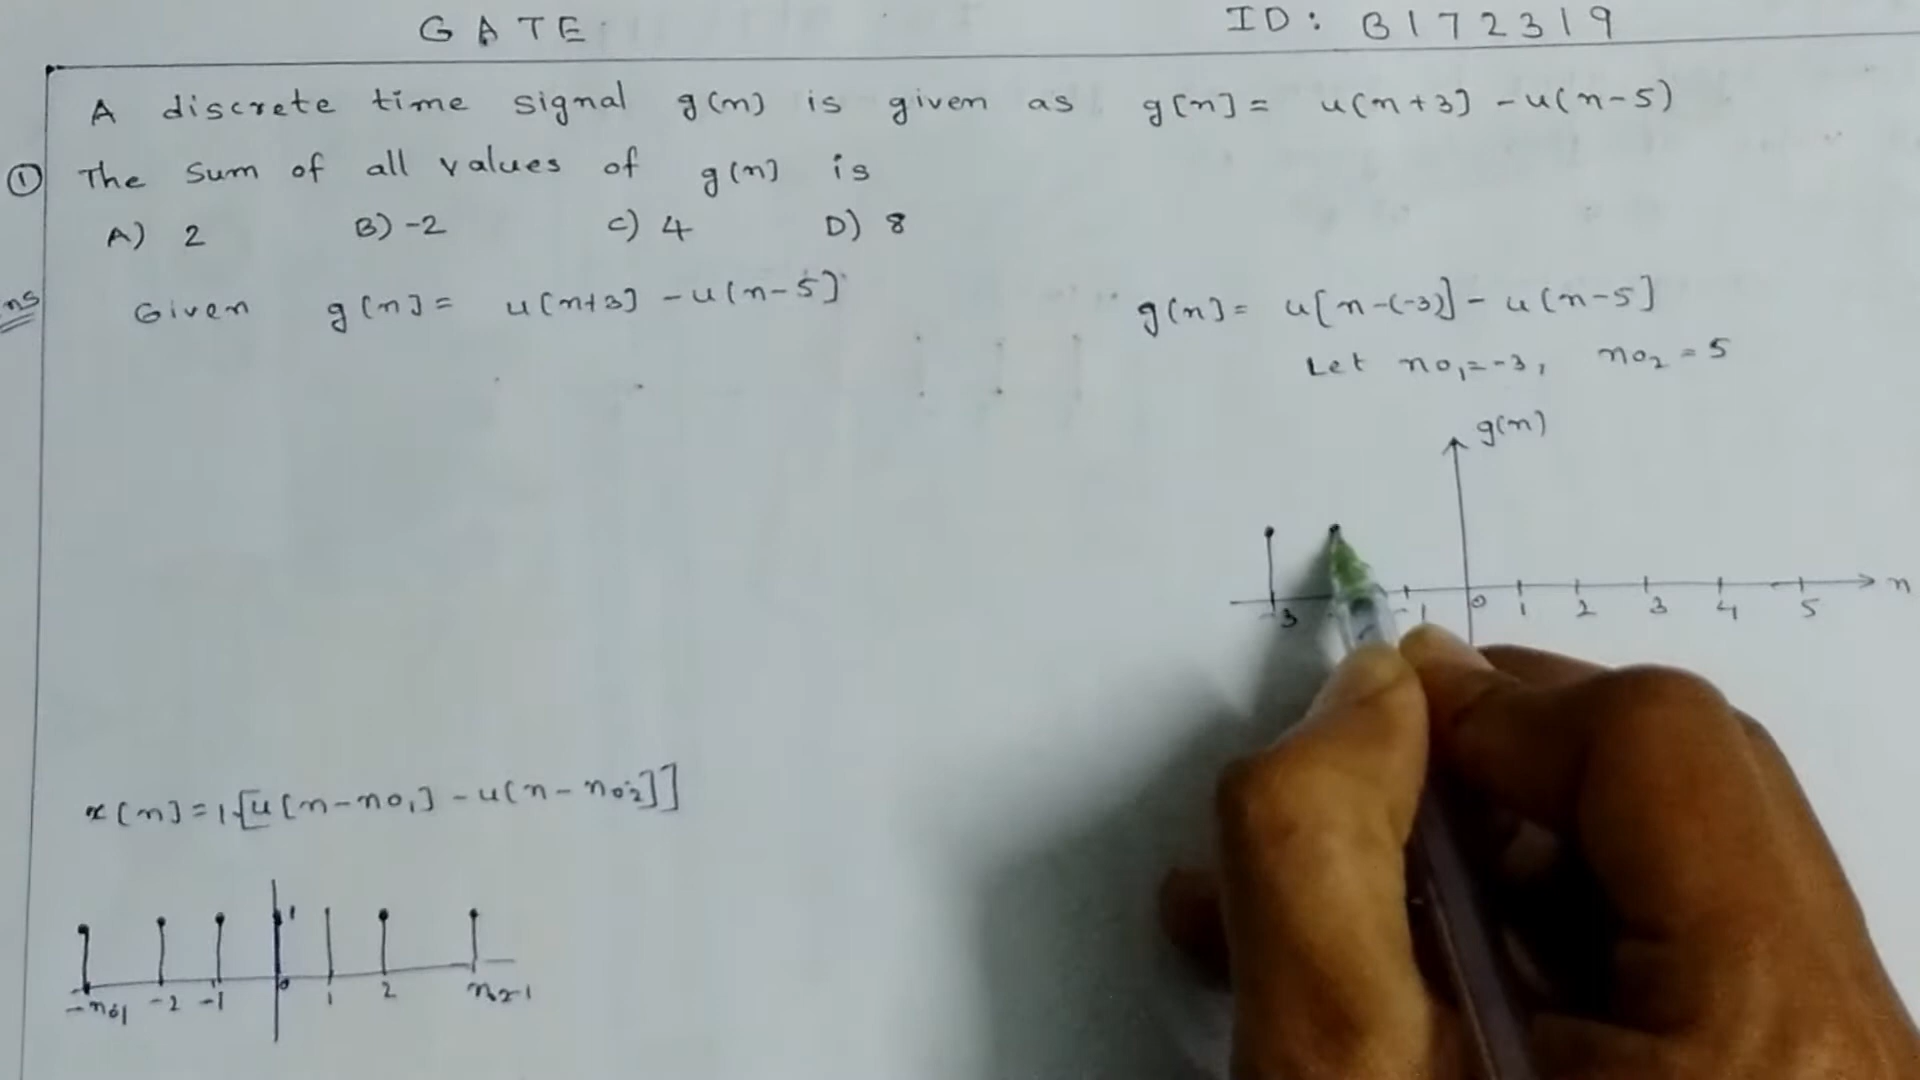 GATE ID: B172319
A discrete time signal g(n) is given as g[n] = u(n+3] - u(n-5)
① The sum of all values of g(n) is
A) 2 B) -2 C) 4 D) 8
Given g(n] = u(n+3] - u(n-5]
g(n] = u[n-(-3)] - u(n-5]
Let no₁ = -3, no₂ = 5
g(n)
-3 -1 0 1 2 3 4 5 n
x(n] = 1.[u[n-no₁] - u(n-no₂]]
1
-no1 -2 -1 0 1 2 n₀₂-1